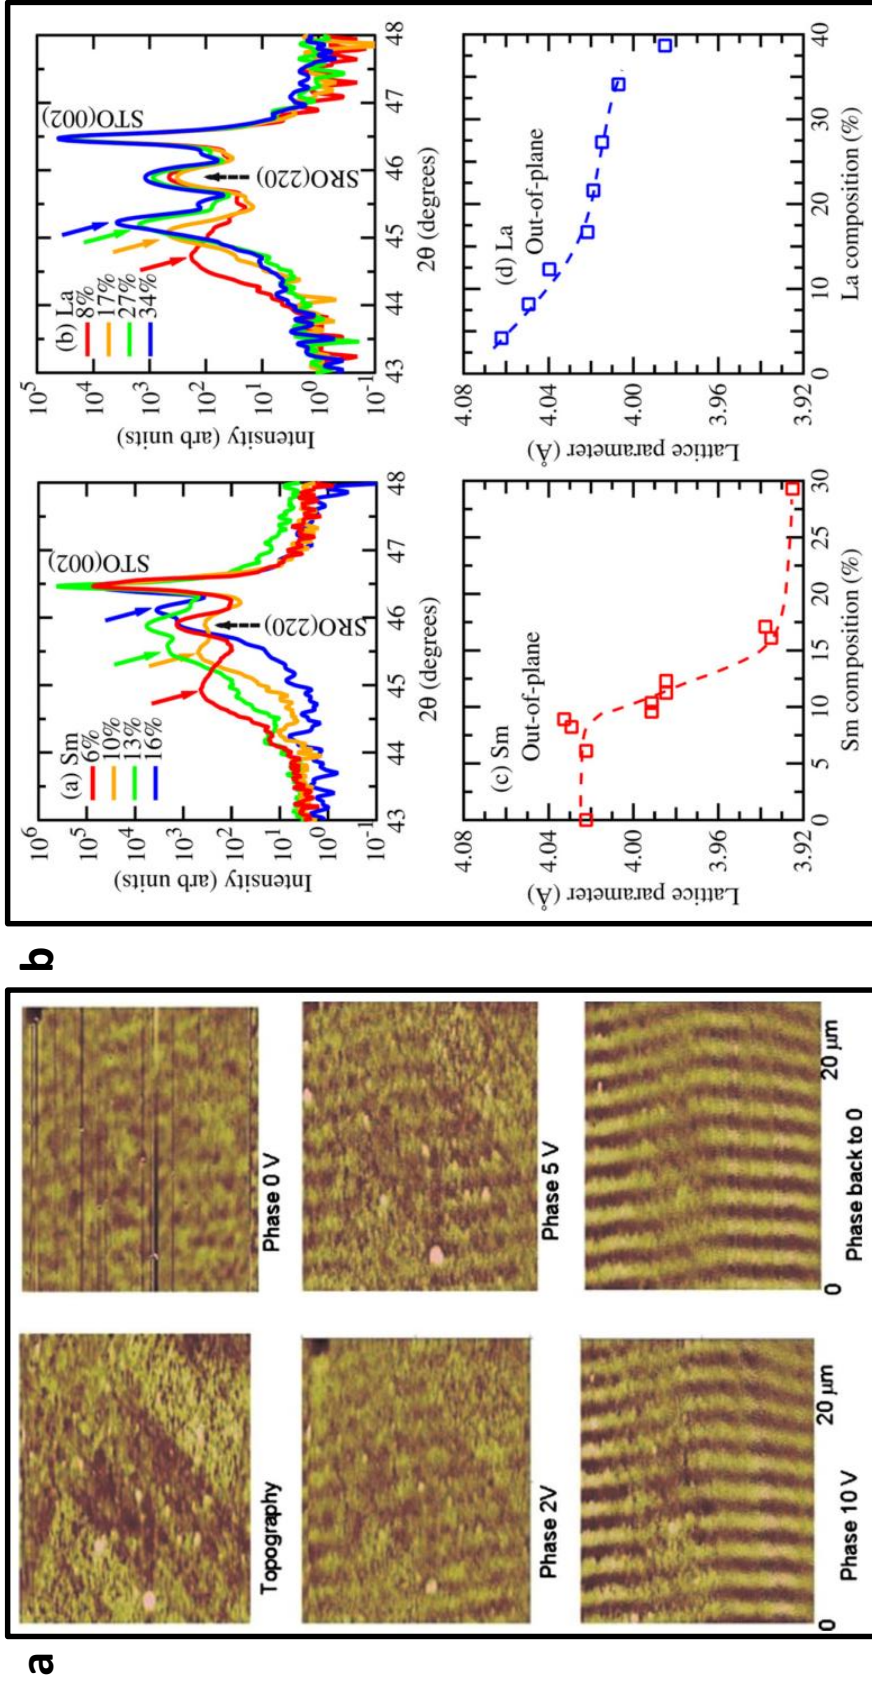 a
Topography
Phase 0 V
Phase 2V
Phase 5 V
0
20 µm
Phase 10 V
0
20 µm
Phase back to 0
b
(a) Sm
6%
10%
13%
16%
STO(002)
SRO(220)
10^6
10^5
10^4
10^3
10^2
10^1
10^0
10^-1
Intensity (arb units)
43 44 45 46 47 48
2θ (degrees)
(b) La
8%
17%
27%
34%
STO(002)
SRO(220)
10^5
10^4
10^3
10^2
10^1
10^0
10^-1
Intensity (arb units)
43 44 45 46 47 48
2θ (degrees)
(c) Sm
Out-of-plane
4.08
4.04
4.00
3.96
3.92
Lattice parameter (Å)
0 5 10 15 20 25 30
Sm composition (%)
(d) La
Out-of-plane
4.08
4.04
4.00
3.96
3.92
Lattice parameter (Å)
0 10 20 30 40
La composition (%)